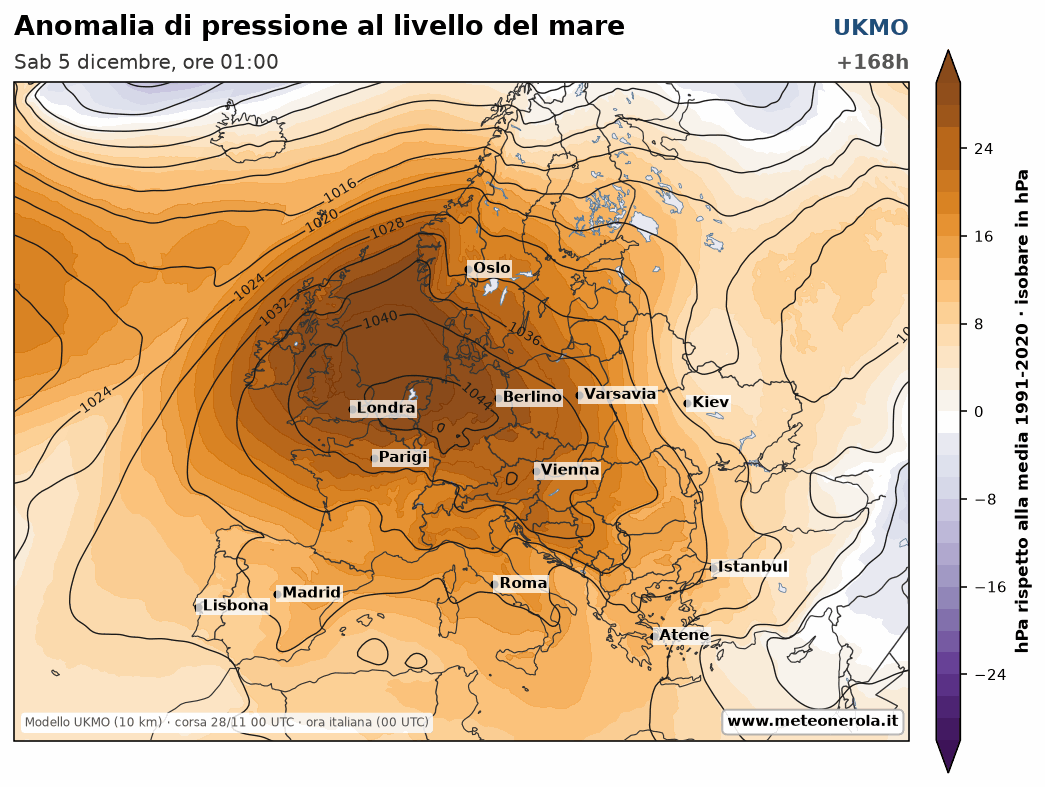 Anomalia di pressione al livello del mare
UKMO
Sab 5 dicembre, ore 01:00
+168h
1016
1020
1028
1024
1032
1040
1036
1044
1024
10
Oslo
Londra
Berlino
Varsavia
Kiev
Parigi
Vienna
Istanbul
Roma
Madrid
Lisbona
Atene
Modello UKMO (10 km) · corsa 28/11 00 UTC · ora italiana (00 UTC)
www.meteonerola.it
24
16
8
0
−8
−16
−24
hPa rispetto alla media 1991-2020 · isobare in hPa